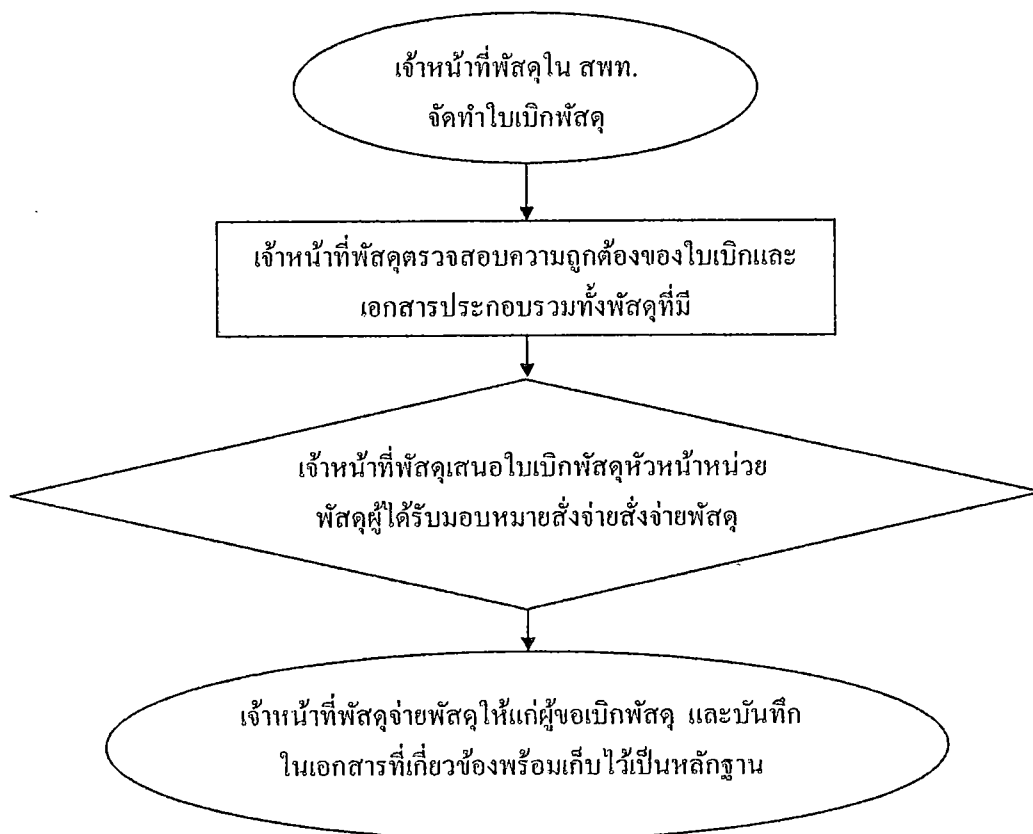 เจ้าหน้าที่พัสดุใน สพท.
จัดทำใบเบิกพัสดุ
เจ้าหน้าที่พัสดุตรวจสอบความถูกต้องของใบเบิกและ
เอกสารประกอบรวมทั้งพัสดุที่มี
เจ้าหน้าที่พัสดุเสนอใบเบิกพัสดุหัวหน้าหน่วย
พัสดุผู้ได้รับมอบหมายสั่งจ่ายสั่งจ่ายพัสดุ
เจ้าหน้าที่พัสดุจ่ายพัสดุให้แก่ผู้ขอเบิกพัสดุ และบันทึก
ในเอกสารที่เกี่ยวข้องพร้อมเก็บไว้เป็นหลักฐาน